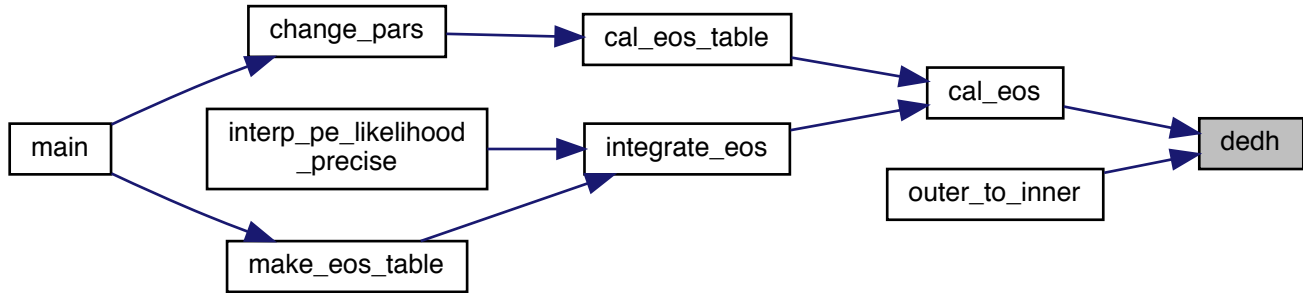 change_pars
cal_eos_table
cal_eos
main
interp_pe_likelihood
_precise
integrate_eos
dedh
outer_to_inner
make_eos_table